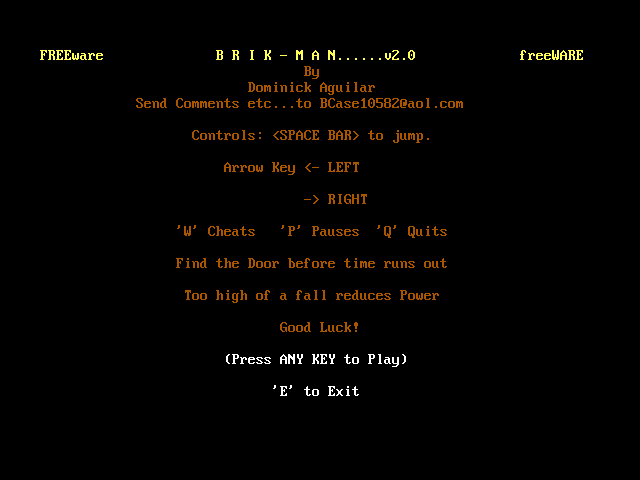 FREEware B R I K - M A N......v2.0 freeWARE
By
Dominick Aguilar
Send Comments etc...to BCase10582@aol.com
Controls: <SPACE BAR> to jump.
Arrow Key <- LEFT
-> RIGHT
'W' Cheats 'P' Pauses 'Q' Quits
Find the Door before time runs out
Too high of a fall reduces Power
Good Luck!
(Press ANY KEY to Play)
'E' to Exit